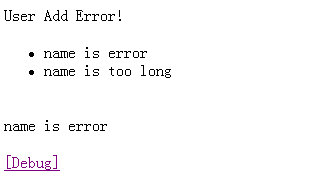 User Add Error!
name is error
name is too long
name is error
[Debug]